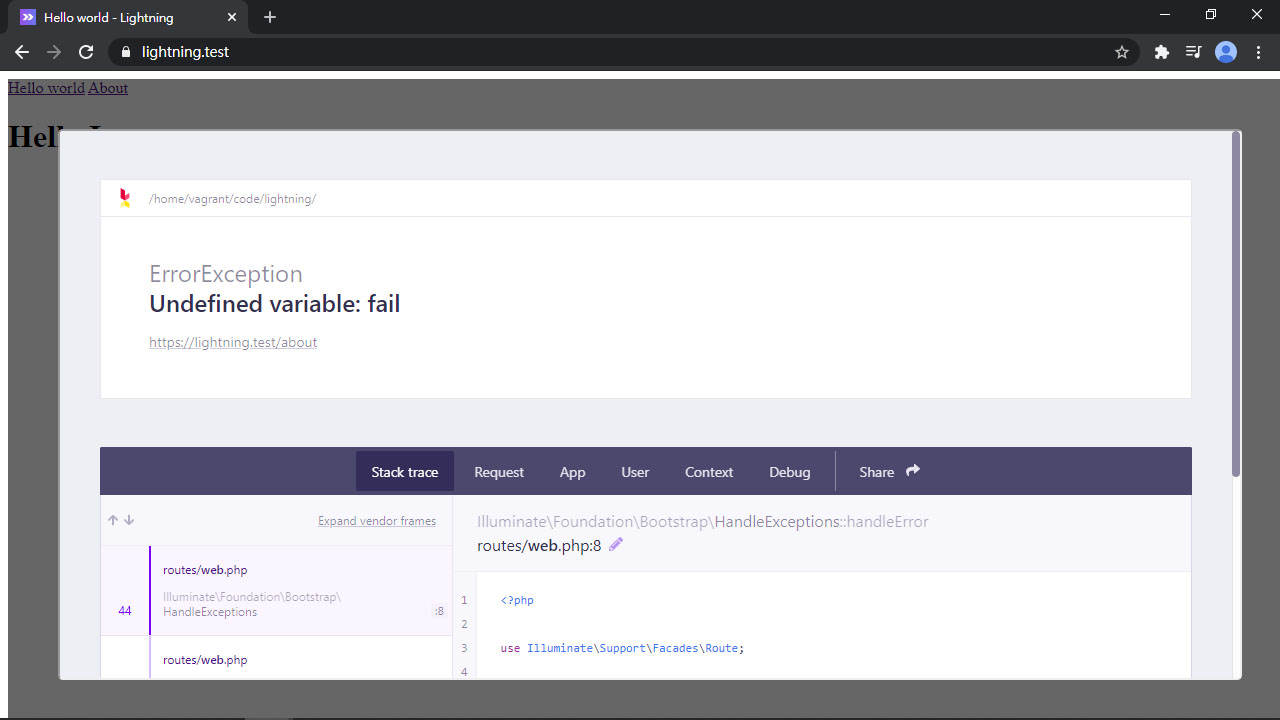 Hello world - Lightning
lightning.test
Hello world About
/home/vagrant/code/lightning/
ErrorException
Undefined variable: fail
https://lightning.test/about
Stack trace Request App User Context Debug Share
Expand vendor frames
Illuminate\Foundation\Bootstrap\HandleExceptions::handleError
routes/web.php:8
routes/web.php
Illuminate\Foundation\Bootstrap\
HandleExceptions
44
:8
routes/web.php
1 <?php
2
3 use Illuminate\Support\Facades\Route;
4